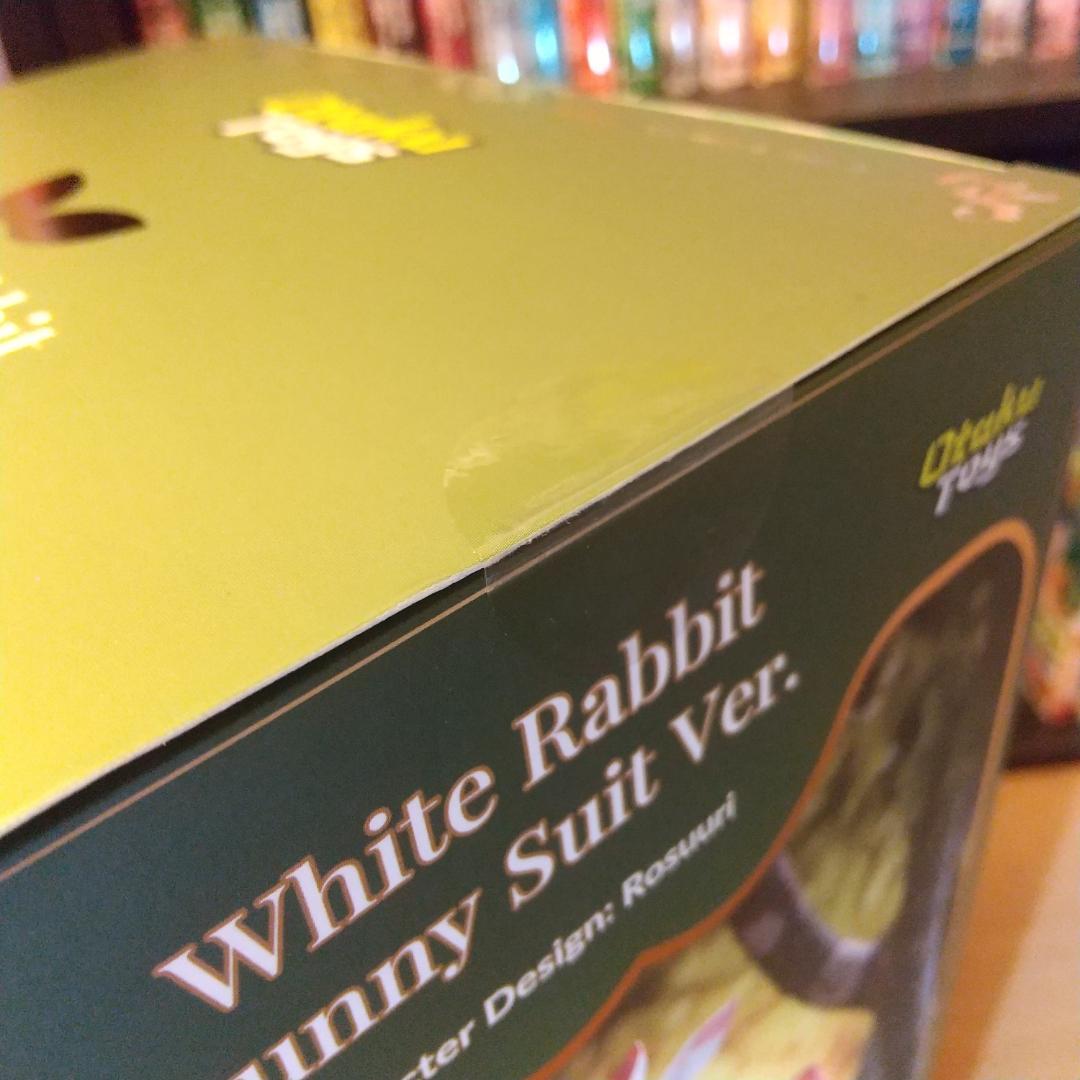 Otaku
Toys
White Rabbit
unny Suit Ver.
cter Design: Rosuuri